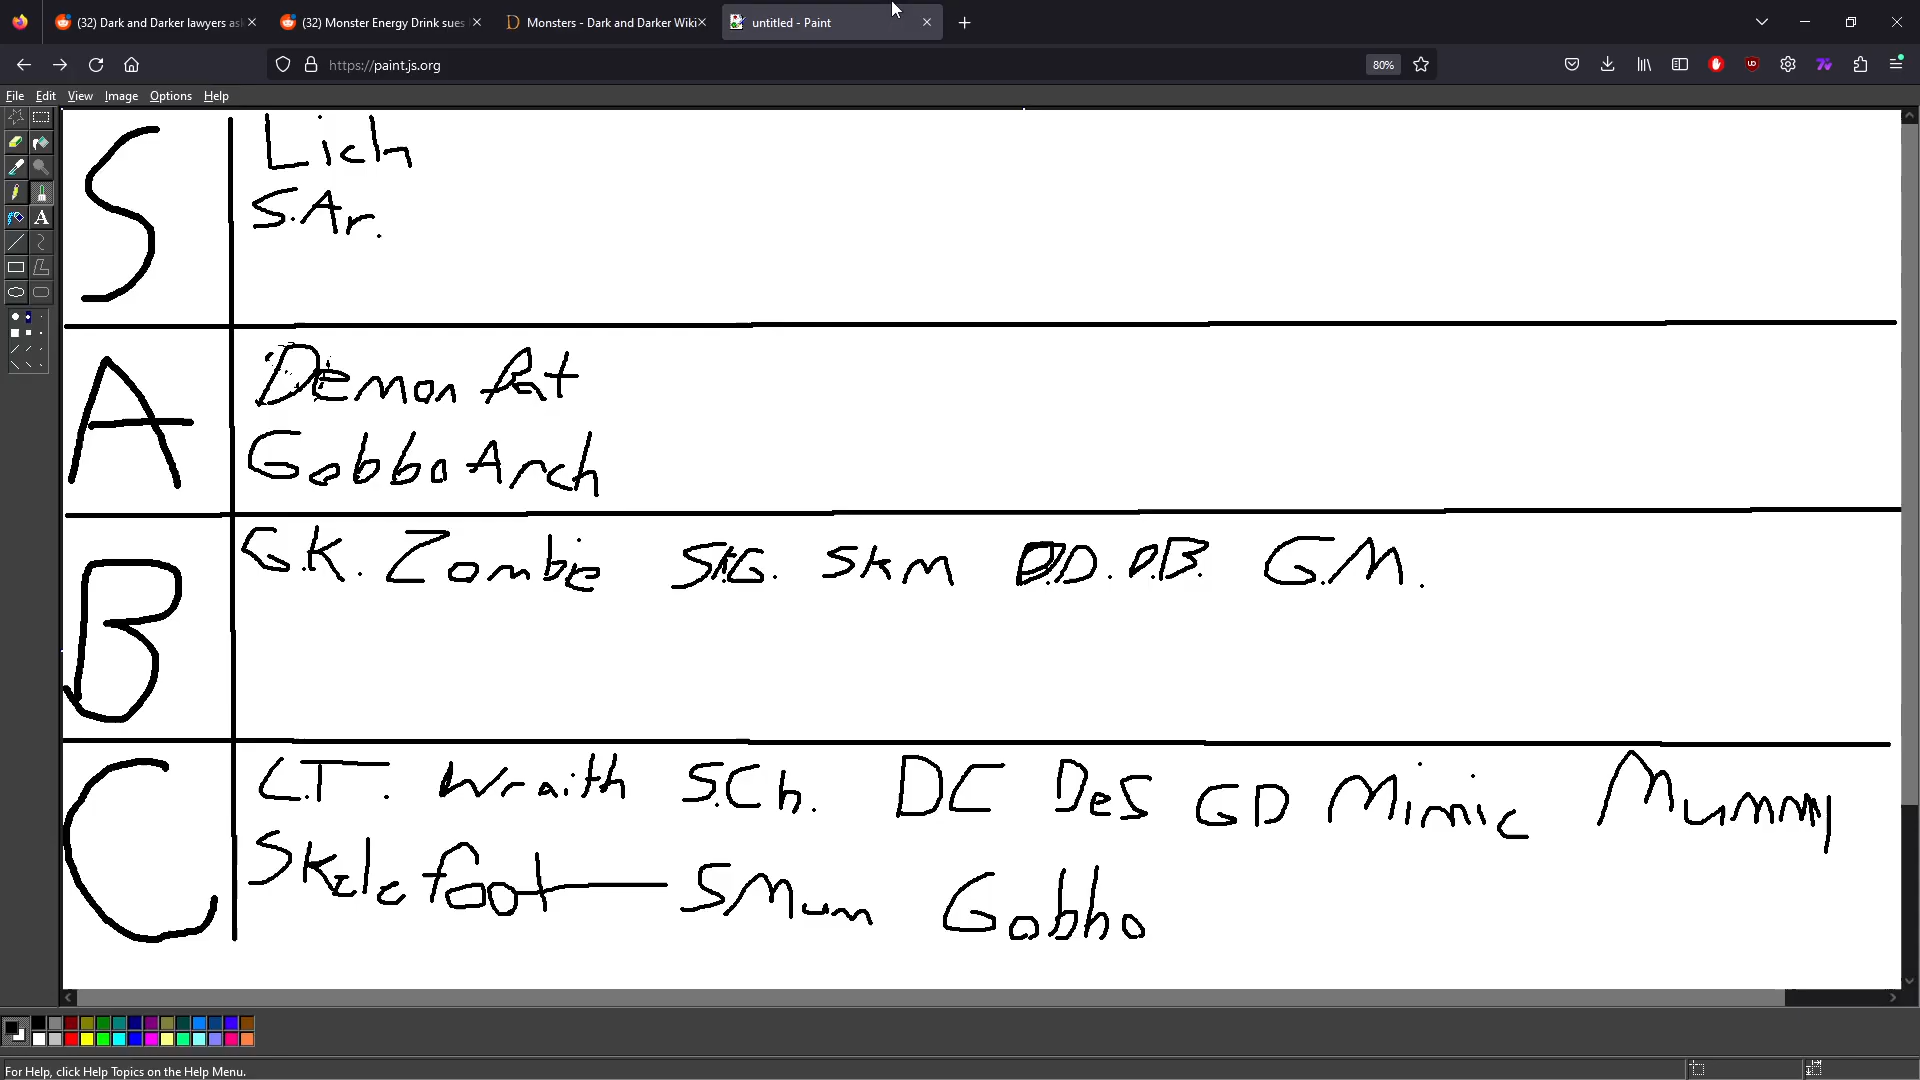 (32) Dark and Darker lawyers as
(32) Monster Energy Drink sues
Monsters - Dark and Darker Wiki
untitled - Paint
https://paint.js.org
80%
File Edit View Image Options Help
S
Lich
S.Ar.
A
Demon Bat
Gobbo Arch
B
G.K. Zombie SkG. SkM D.D. D.B. G.M.
C
C.T. Wraith S.Ch. DC DeS GD Mimic Mummy
Skele foot SMum Gobbo
For Help, click Help Topics on the Help Menu.